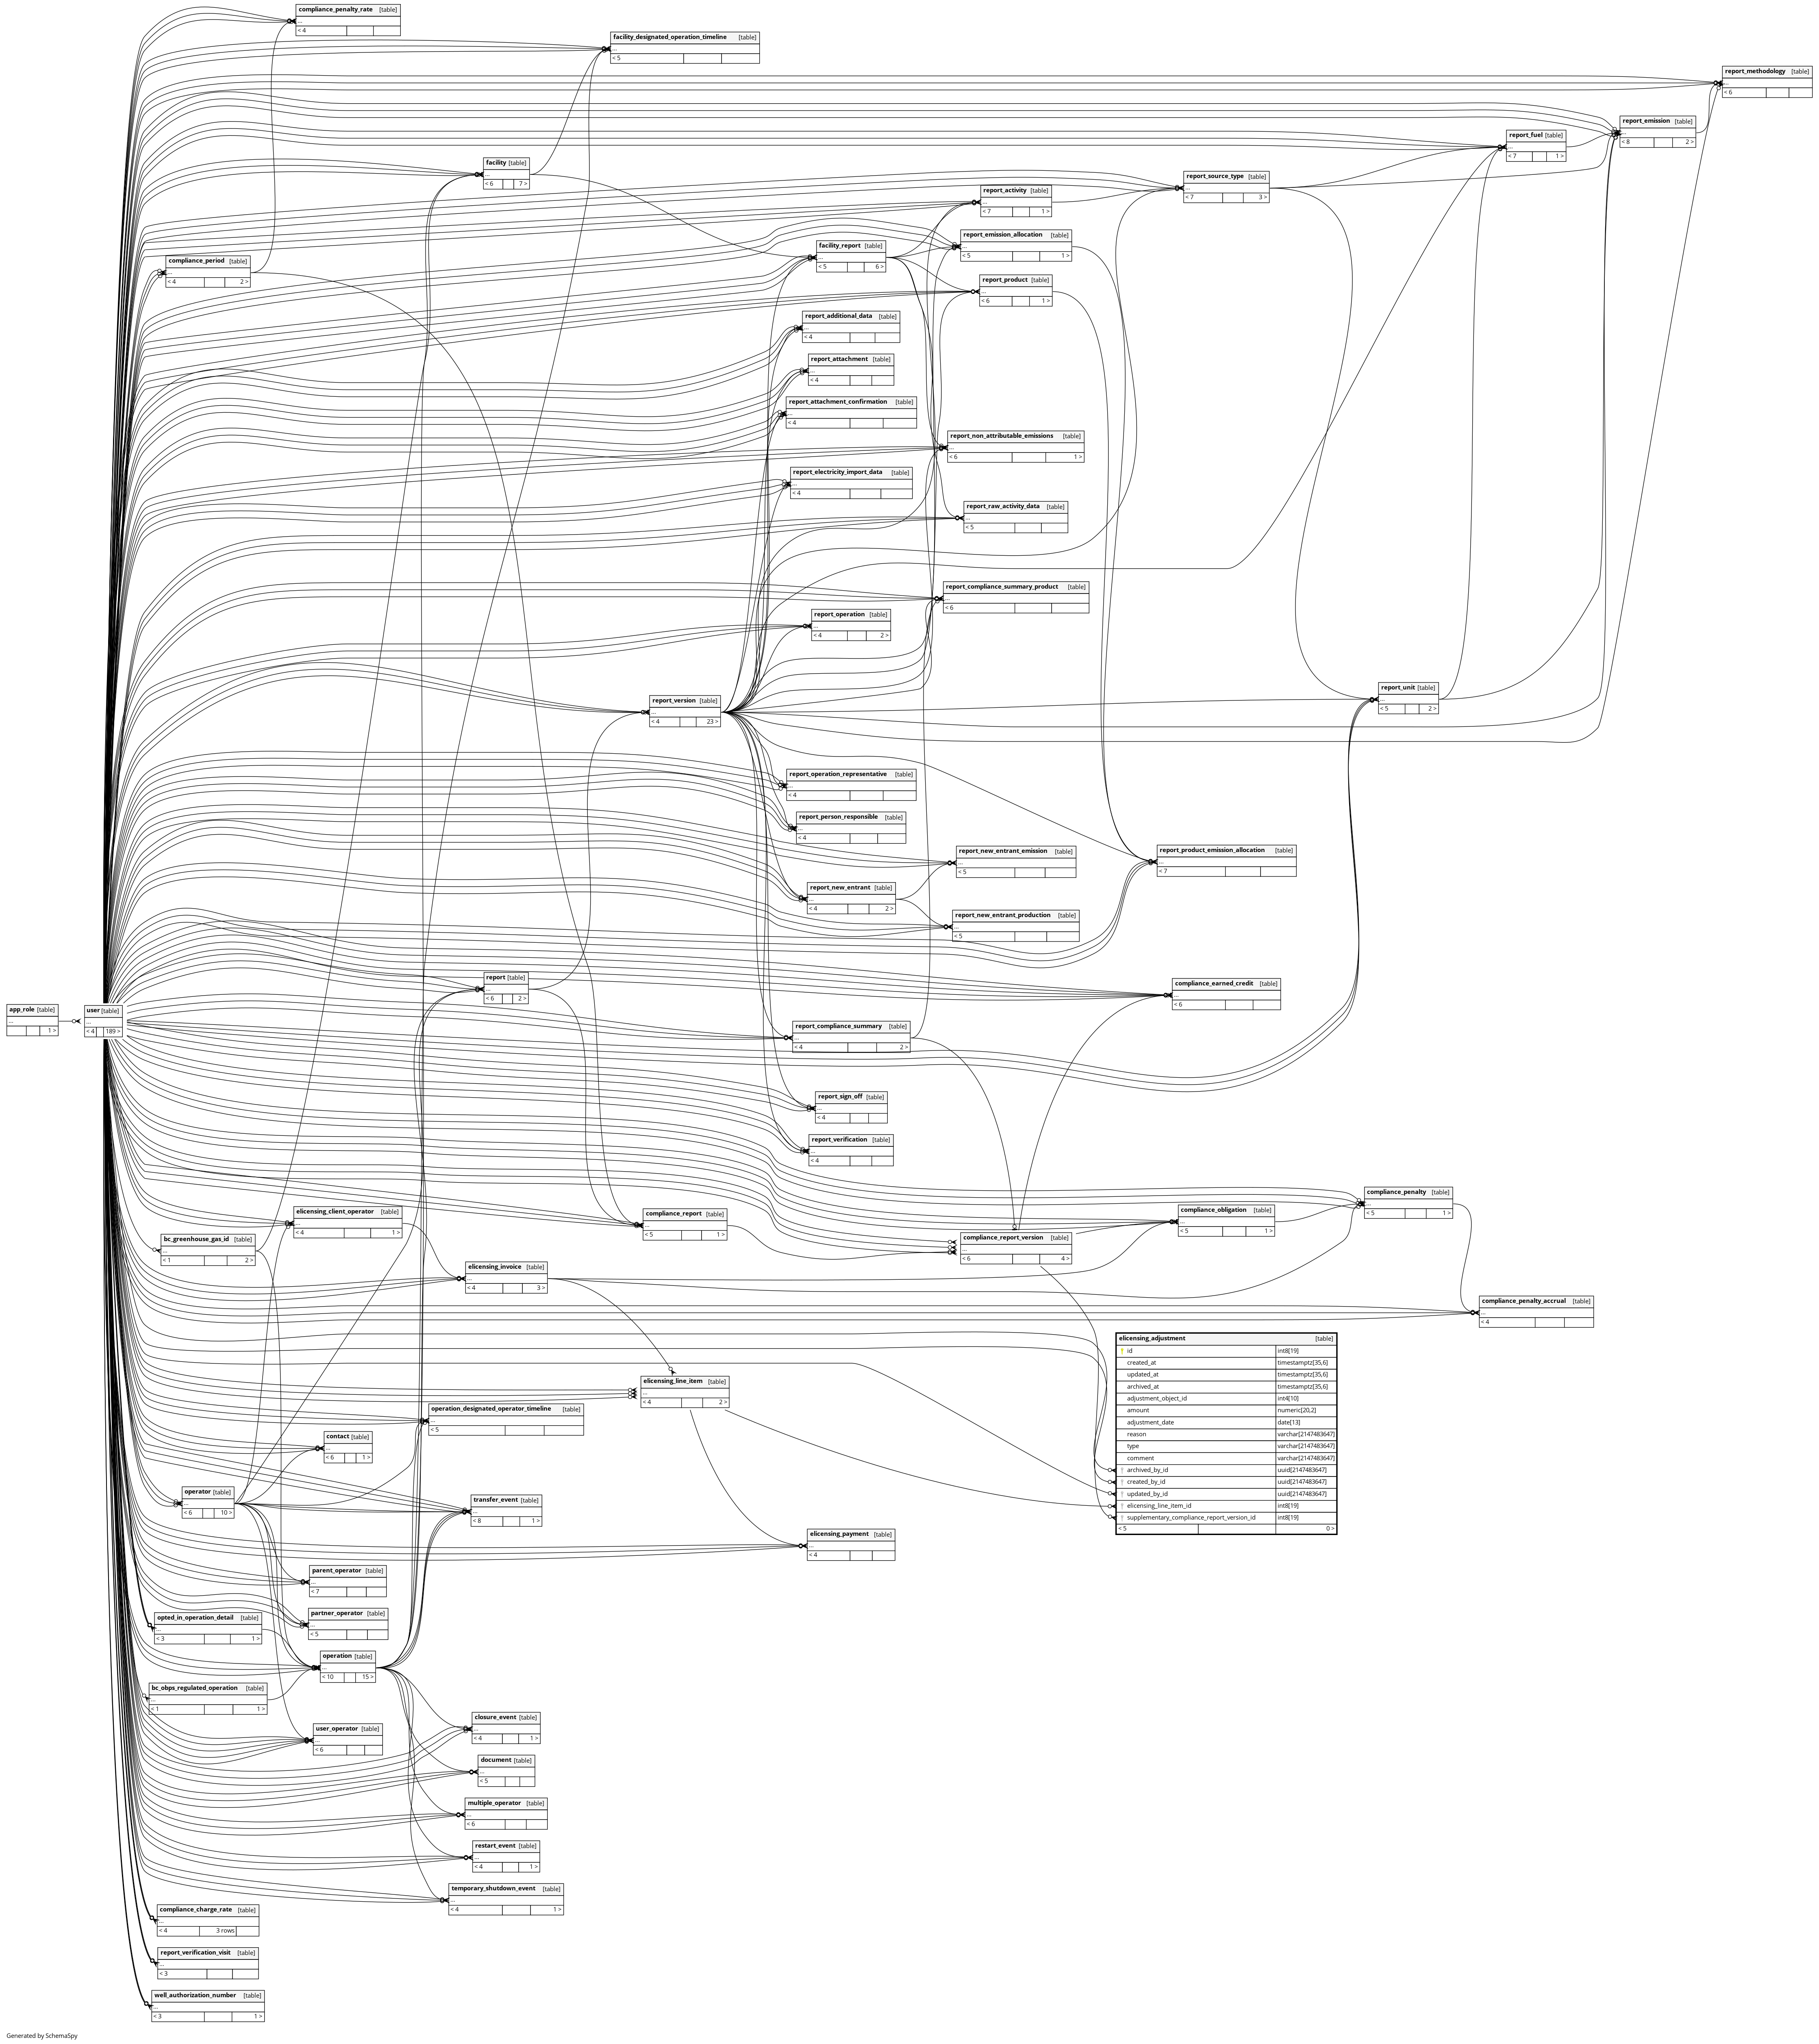 compliance_penalty_rate [table]
...
< 4
facility_designated_operation_timeline [table]
...
< 5
report_methodology [table]
...
< 6
report_emission [table]
...
< 8 2 >
report_fuel [table]
...
< 7 1 >
facility [table]
...
< 6 7 >
report_source_type [table]
...
< 7 3 >
report_activity [table]
...
< 7 1 >
report_emission_allocation [table]
...
< 5 1 >
facility_report [table]
...
< 5 6 >
compliance_period [table]
...
< 4 2 >
report_product [table]
...
< 6 1 >
report_additional_data [table]
...
< 4
report_attachment [table]
...
< 4
report_attachment_confirmation [table]
...
< 4
report_non_attributable_emissions [table]
...
< 6 1 >
report_electricity_import_data [table]
...
< 4
report_raw_activity_data [table]
...
< 5
report_compliance_summary_product [table]
...
< 6
report_operation [table]
...
< 4 2 >
report_version [table]
...
< 4 23 >
report_unit [table]
...
< 5 2 >
report_operation_representative [table]
...
< 4
report_person_responsible [table]
...
< 4
report_new_entrant_emission [table]
...
< 5
report_product_emission_allocation [table]
...
< 7
report_new_entrant [table]
...
< 4 2 >
report_new_entrant_production [table]
...
< 5
report [table]
...
< 6 2 >
compliance_earned_credit [table]
...
< 6
app_role [table]
...
1 >
user [table]
...
< 4 189 >
report_compliance_summary [table]
...
< 4 2 >
report_sign_off [table]
...
< 4
report_verification [table]
...
< 4
compliance_penalty [table]
...
< 5 1 >
elicensing_client_operator [table]
...
< 4 1 >
compliance_report [table]
...
< 5 1 >
compliance_obligation [table]
...
< 5 1 >
bc_greenhouse_gas_id [table]
...
< 1 2 >
compliance_report_version [table]
...
< 6 4 >
elicensing_invoice [table]
...
< 4 3 >
compliance_penalty_accrual [table]
...
< 4
elicensing_adjustment [table]
id int8[19]
created_at timestamptz[35,6]
updated_at timestamptz[35,6]
archived_at timestamptz[35,6]
adjustment_object_id int4[10]
amount numeric[20,2]
adjustment_date date[13]
reason varchar[2147483647]
type varchar[2147483647]
comment varchar[2147483647]
archived_by_id uuid[2147483647]
created_by_id uuid[2147483647]
updated_by_id uuid[2147483647]
elicensing_line_item_id int8[19]
supplementary_compliance_report_version_id int8[19]
< 5 0 >
elicensing_line_item [table]
...
< 4 2 >
operation_designated_operator_timeline [table]
...
< 5
contact [table]
...
< 6 1 >
operator [table]
...
< 6 10 >
transfer_event [table]
...
< 8 1 >
elicensing_payment [table]
...
< 4
parent_operator [table]
...
< 7
partner_operator [table]
...
< 5
opted_in_operation_detail [table]
...
< 3 1 >
operation [table]
...
< 10 15 >
bc_obps_regulated_operation [table]
...
< 1 1 >
closure_event [table]
...
< 4 1 >
user_operator [table]
...
< 6
document [table]
...
< 5
multiple_operator [table]
...
< 6
restart_event [table]
...
< 4 1 >
temporary_shutdown_event [table]
...
< 4 1 >
compliance_charge_rate [table]
...
< 4 3 rows
report_verification_visit [table]
...
< 3
well_authorization_number [table]
...
< 3 1 >
Generated by SchemaSpy